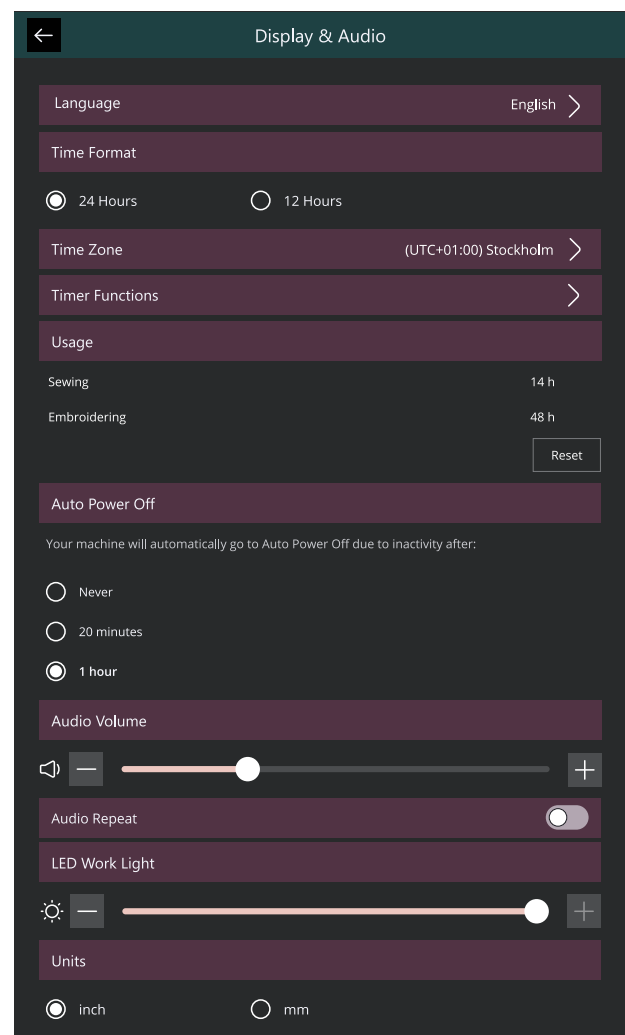 Display & Audio
Language English
Time Format
24 Hours 12 Hours
Time Zone (UTC+01:00) Stockholm
Timer Functions
Usage
Sewing 14 h
Embroidering 48 h
Reset
Auto Power Off
Your machine will automatically go to Auto Power Off due to inactivity after:
Never
20 minutes
1 hour
Audio Volume
Audio Repeat
LED Work Light
Units
inch mm